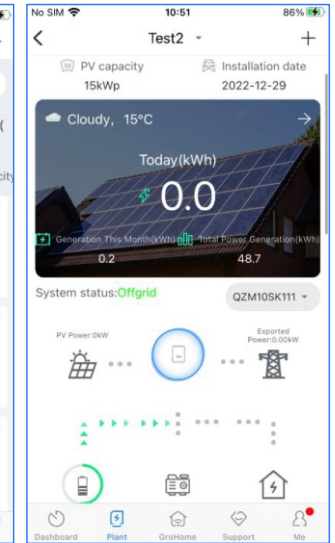 No SIM 10:51 86%
Test2
PV capacity Installation date
15kWp 2022-12-29
Cloudy, 15°C
Today(kWh)
0.0
Generation This Month(kWh) Total Power Generation(kWh)
0.2 48.7
System status:Offgrid QZM10SK111
PV Power:0kW Exported
Power:0.00kW
Dashboard Plant GroHome Support Me